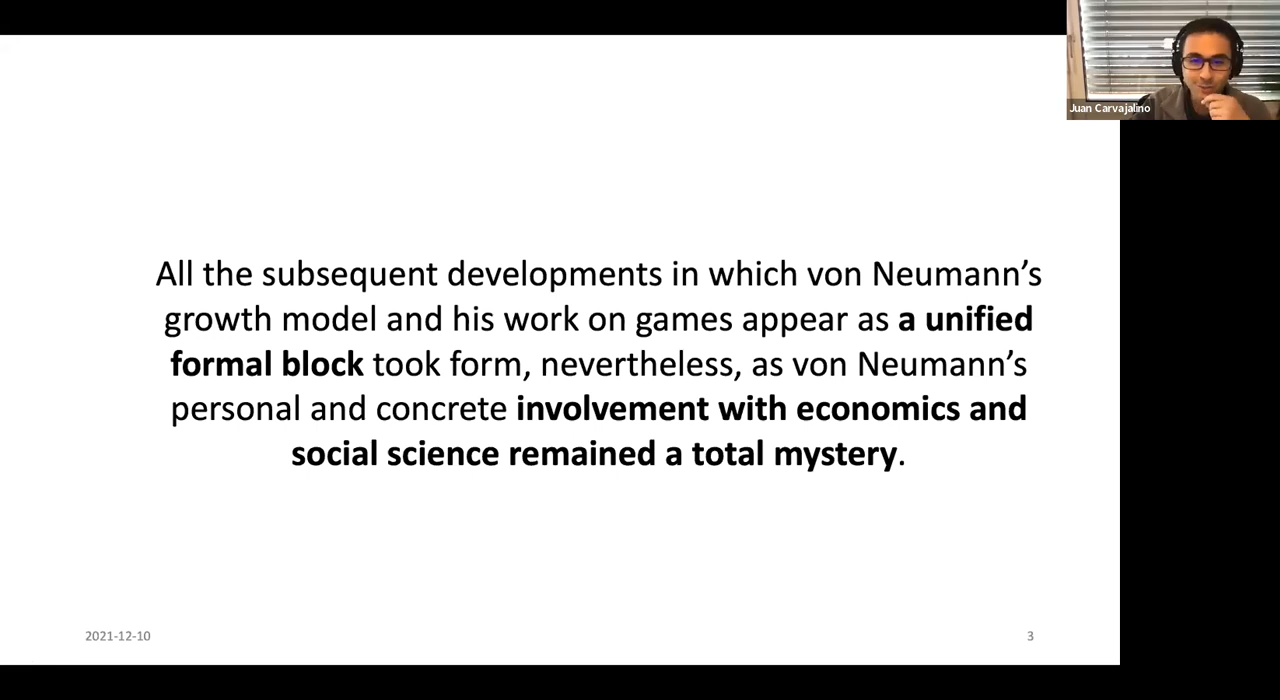 Juan Carvajalino
All the subsequent developments in which von Neumann’s
growth model and his work on games appear as a unified
formal block took form, nevertheless, as von Neumann’s
personal and concrete involvement with economics and
social science remained a total mystery.
2021-12-10
3